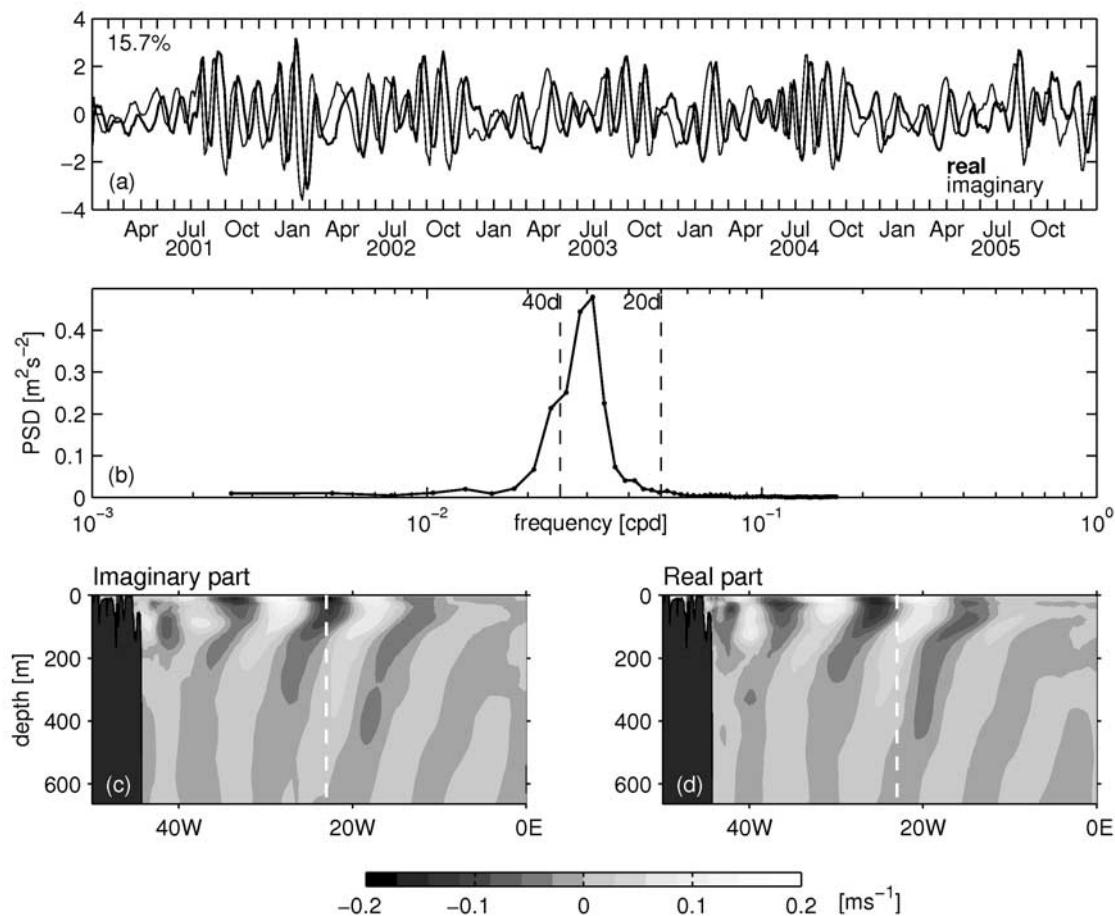 4
2
0
−2
−4
15.7%
(a)
real
imaginary
Apr Jul Oct Jan Apr Jul Oct Jan Apr Jul Oct Jan Apr Jul Oct Jan Apr Jul Oct
2001 2002 2003 2004 2005
PSD [m²s⁻²]
0.4
0.3
0.2
0.1
0
40d 20d
(b)
10⁻³ 10⁻² 10⁻¹ 10⁰
frequency [cpd]
Imaginary part
Real part
depth [m]
0
200
400
600
(c)
40W 20W 0E
0
200
400
600
(d)
40W 20W 0E
−0.2 −0.1 0 0.1 0.2
[ms⁻¹]